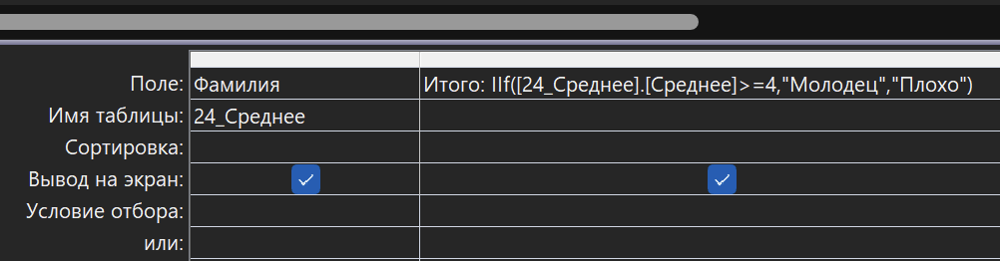 Поле: Фамилия Итого: IIf([24_Среднее].[Среднее]>=4,"Молодец","Плохо")
Имя таблицы: 24_Среднее
Сортировка:
Вывод на экран:
Условие отбора:
или: